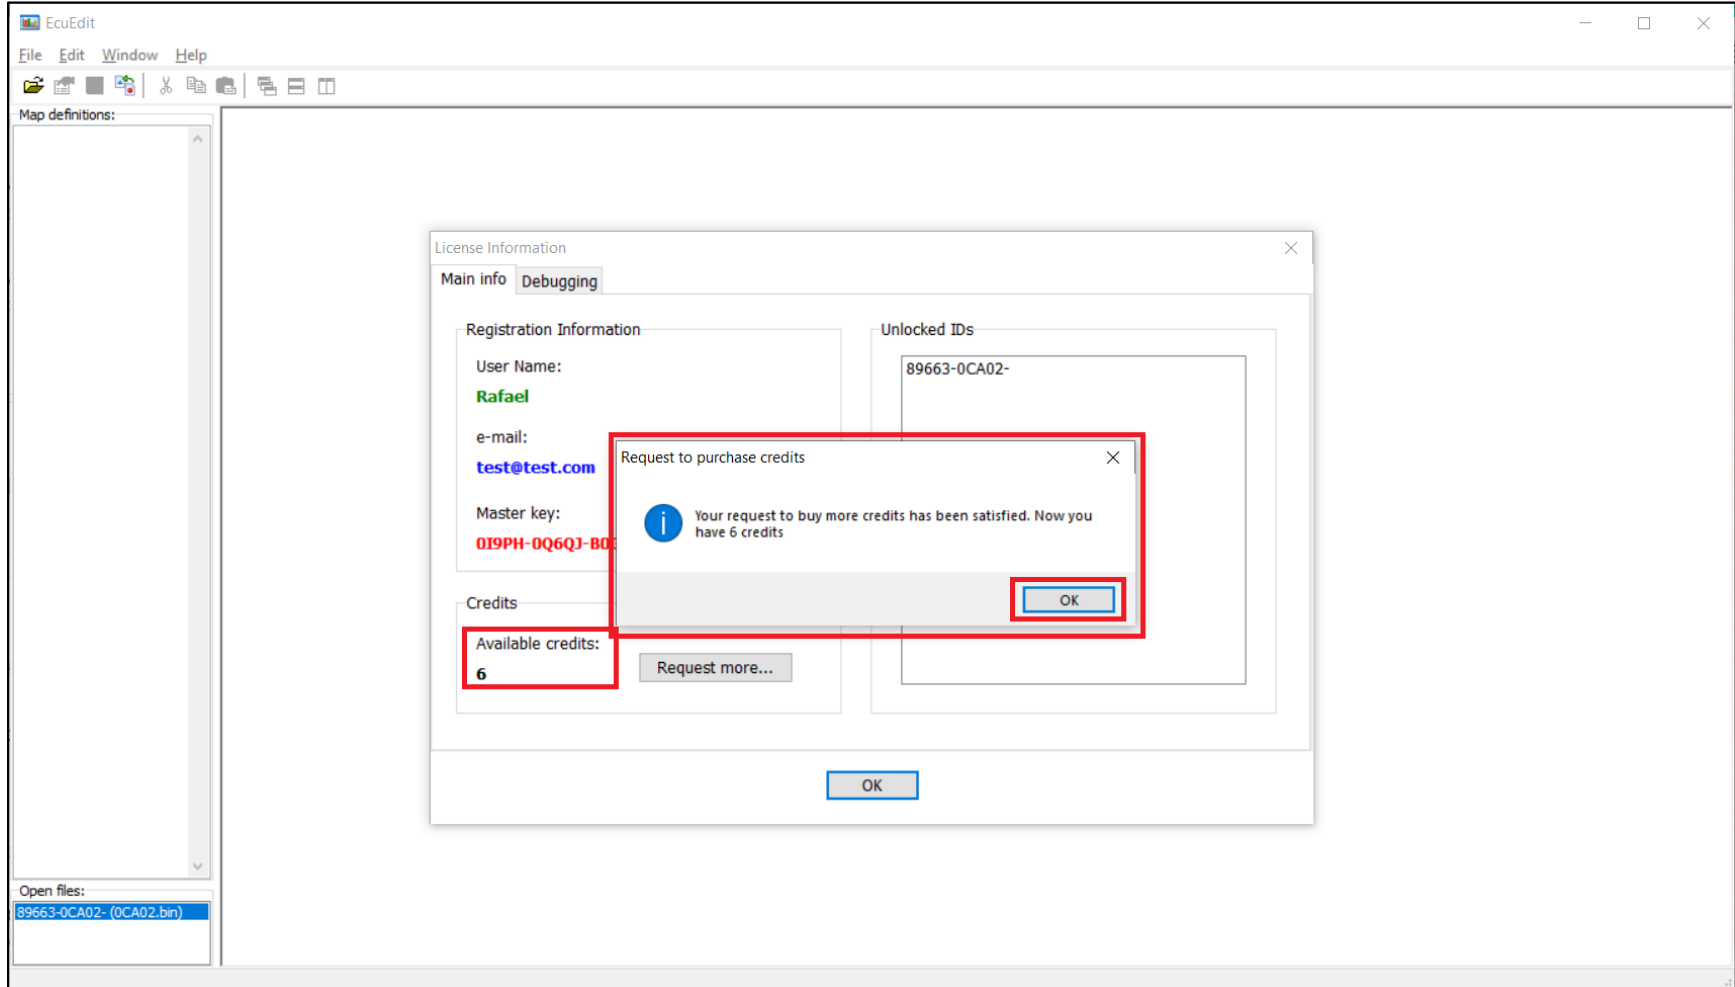 EcuEdit
File Edit Window Help
Map definitions:
License Information
Main info Debugging
Registration Information
User Name:
Rafael
e-mail:
test@test.com
Master key:
0I9PH-0Q6QJ-B0
Credits
Available credits:
6
Request more...
Unlocked IDs
89663-0CA02-
Request to purchase credits
Your request to buy more credits has been satisfied. Now you
have 6 credits
OK
OK
Open files:
89663-0CA02- (0CA02.bin)